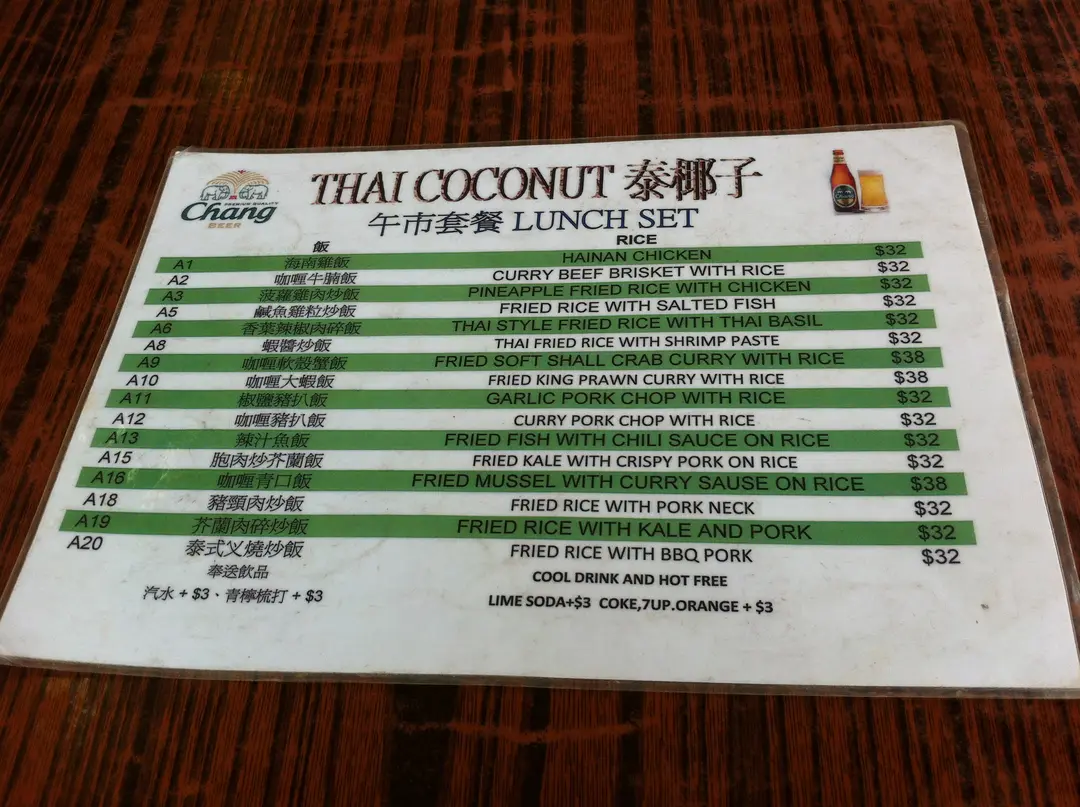 THAI COCONUT 泰椰子
PREMIUM QUALITY
Chang
BEER
午市套餐 LUNCH SET
飯 RICE
A1 海南雞飯 HAINAN CHICKEN $32
A2 咖喱牛腩飯 CURRY BEEF BRISKET WITH RICE $32
A3 菠蘿雞肉炒飯 PINEAPPLE FRIED RICE WITH CHICKEN $32
A5 鹹魚雞粒炒飯 FRIED RICE WITH SALTED FISH $32
A6 香葉辣椒肉碎飯 THAI STYLE FRIED RICE WITH THAI BASIL $32
A8 蝦醬炒飯 THAI FRIED RICE WITH SHRIMP PASTE $32
A9 咖喱軟殼蟹飯 FRIED SOFT SHALL CRAB CURRY WITH RICE $38
A10 咖喱大蝦飯 FRIED KING PRAWN CURRY WITH RICE $38
A11 椒鹽豬扒飯 GARLIC PORK CHOP WITH RICE $32
A12 咖喱豬扒飯 CURRY PORK CHOP WITH RICE $32
A13 辣汁魚飯 FRIED FISH WITH CHILI SAUCE ON RICE $32
A15 脆肉炒芥蘭飯 FRIED KALE WITH CRISPY PORK ON RICE $32
A16 咖喱青口飯 FRIED MUSSEL WITH CURRY SAUSE ON RICE $38
A18 豬頸肉炒飯 FRIED RICE WITH PORK NECK $32
A19 芥蘭肉碎炒飯 FRIED RICE WITH KALE AND PORK $32
A20 泰式叉燒炒飯 FRIED RICE WITH BBQ PORK $32
奉送飲品 COOL DRINK AND HOT FREE
汽水 + $3、青檸梳打 + $3 LIME SODA+$3 COKE,7UP.ORANGE + $3